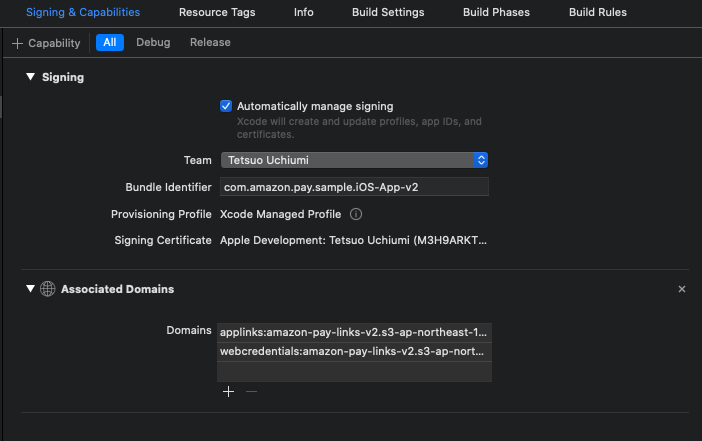 Signing & Capabilities Resource Tags Info Build Settings Build Phases Build Rules
+ Capability All Debug Release
Signing
Automatically manage signing
Xcode will create and update profiles, app IDs, and
certificates.
Team Tetsuo Uchiumi
Bundle Identifier com.amazon.pay.sample.iOS-App-v2
Provisioning Profile Xcode Managed Profile
Signing Certificate Apple Development: Tetsuo Uchiumi (M3H9ARKT...
Associated Domains
Domains applinks:amazon-pay-links-v2.s3-ap-northeast-1...
webcredentials:amazon-pay-links-v2.s3-ap-nort...